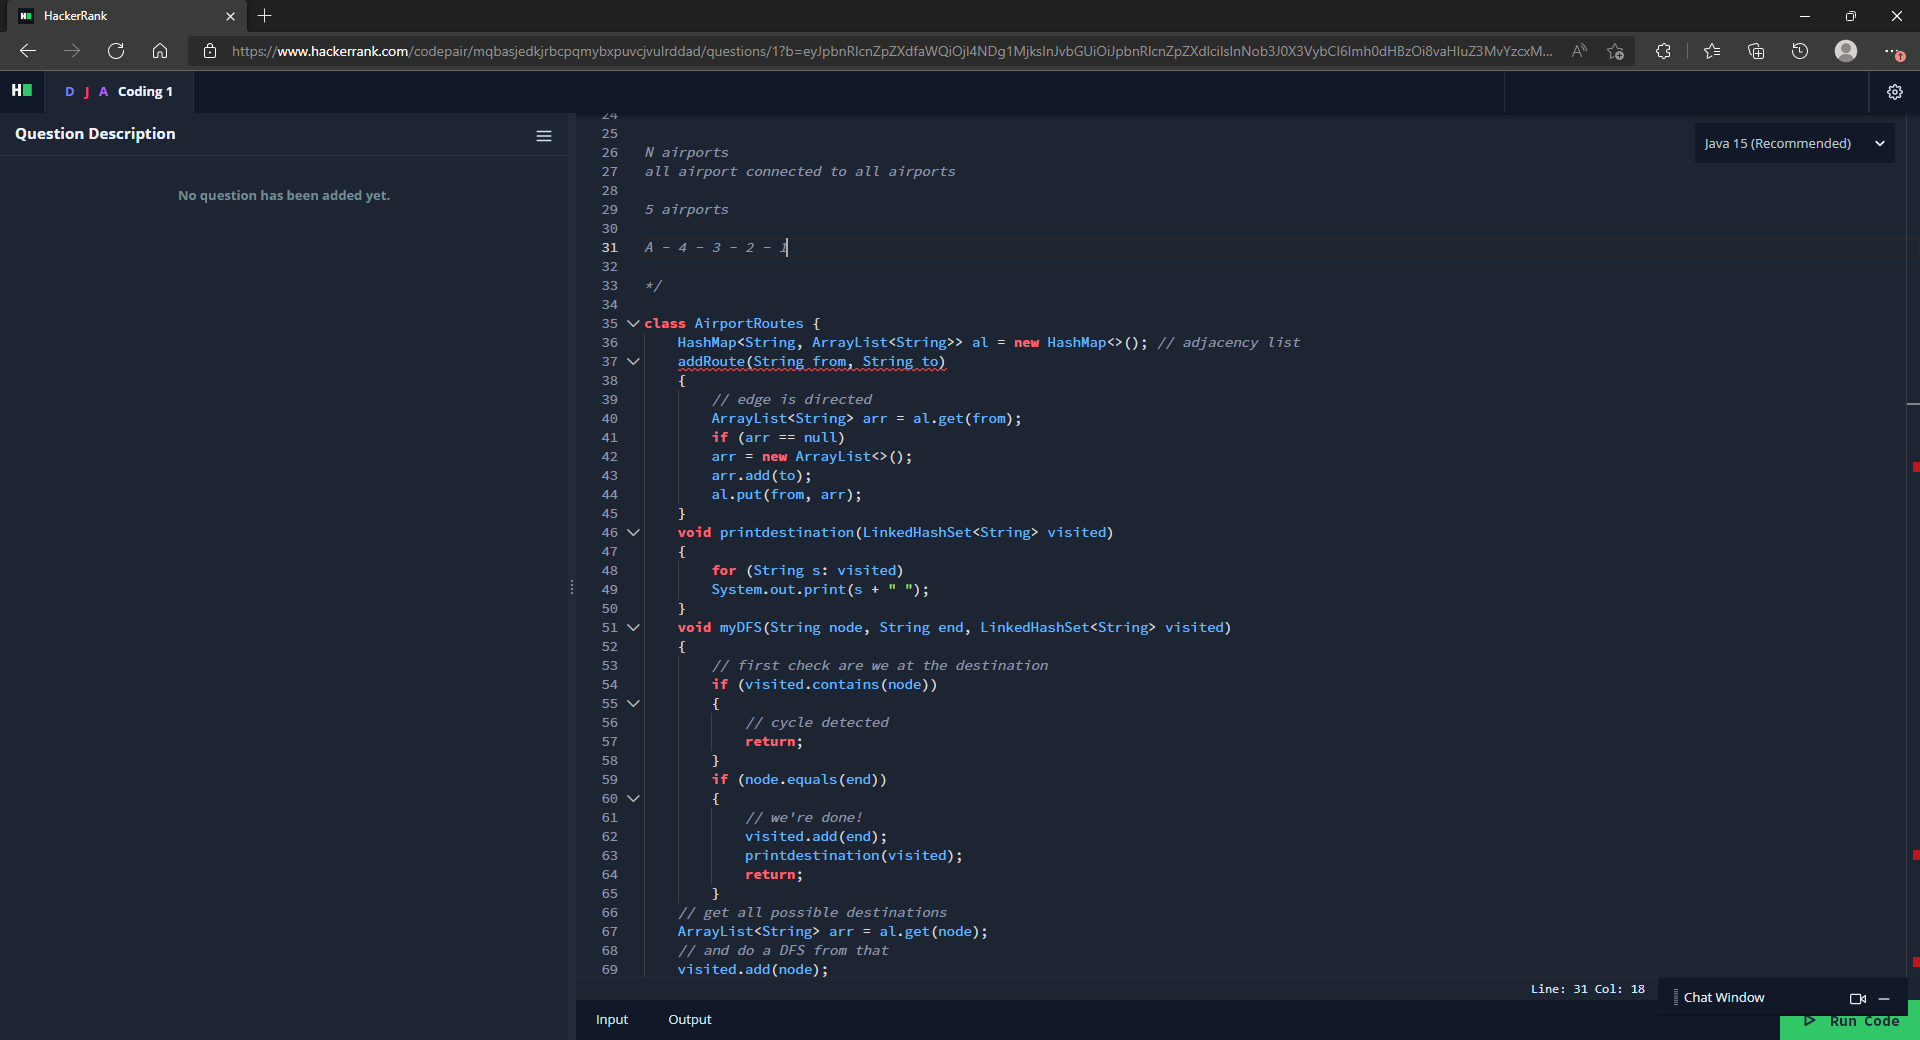 HackerRank
https://www.hackerrank.com/codepair/mqbasjedkjrbcpqmybxpuvcjvulrddad/questions/1?b=eyJpbnRlcnZpZXdfaWQiOjI4NDg1MjksInJvbGUiOiJpbnRlcnZpZXdlciIsInNob3J0X3VybCI6Imh0dHBzOi8vaHIuZ3MvYzcxM...
H
D J A Coding 1
Question Description
No question has been added yet.
Java 15 (Recommended)
24
25
26 N airports
27 all airport connected to all airports
28
29 5 airports
30
31 A - 4 - 3 - 2 - 1
32
33 */
34
35 class AirportRoutes {
36 HashMap<String, ArrayList<String>> al = new HashMap<>(); // adjacency list
37 addRoute(String from, String to)
38 {
39 // edge is directed
40 ArrayList<String> arr = al.get(from);
41 if (arr == null)
42 arr = new ArrayList<>();
43 arr.add(to);
44 al.put(from, arr);
45 }
46 void printdestination(LinkedHashSet<String> visited)
47 {
48 for (String s: visited)
49 System.out.print(s + " ");
50 }
51 void myDFS(String node, String end, LinkedHashSet<String> visited)
52 {
53 // first check are we at the destination
54 if (visited.contains(node))
55 {
56 // cycle detected
57 return;
58 }
59 if (node.equals(end))
60 {
61 // we're done!
62 visited.add(end);
63 printdestination(visited);
64 return;
65 }
66 // get all possible destinations
67 ArrayList<String> arr = al.get(node);
68 // and do a DFS from that
69 visited.add(node);
Line: 31 Col: 18
Chat Window
Input Output
Run Code